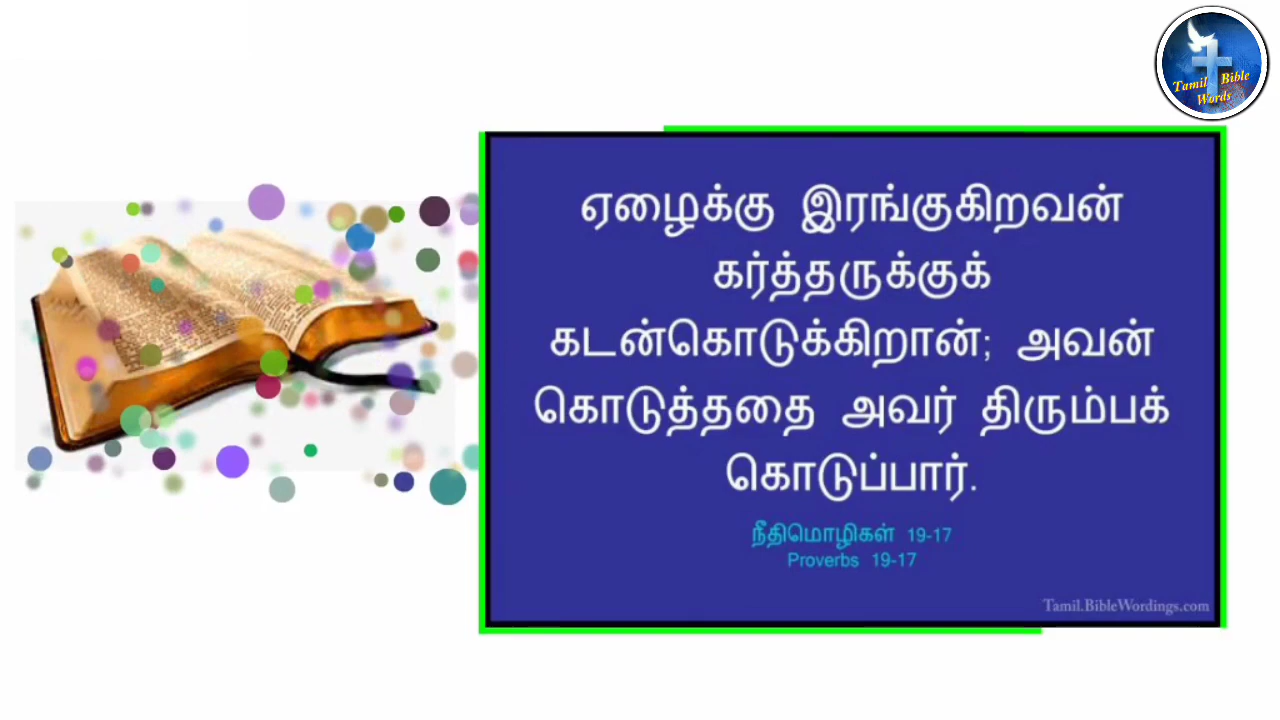 Tamil Bible
Words
ஏழைக்கு இரங்குகிறவன்
கர்த்தருக்குக்
கடன்கொடுக்கிறான்; அவன்
கொடுத்ததை அவர் திரும்பக்
கொடுப்பார்.
நீதிமொழிகள் 19-17
Proverbs 19-17
Tamil.BibleWordings.com